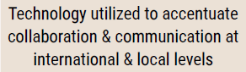 Technology utilized to accentuate
collaboration & communication at
international & local levels